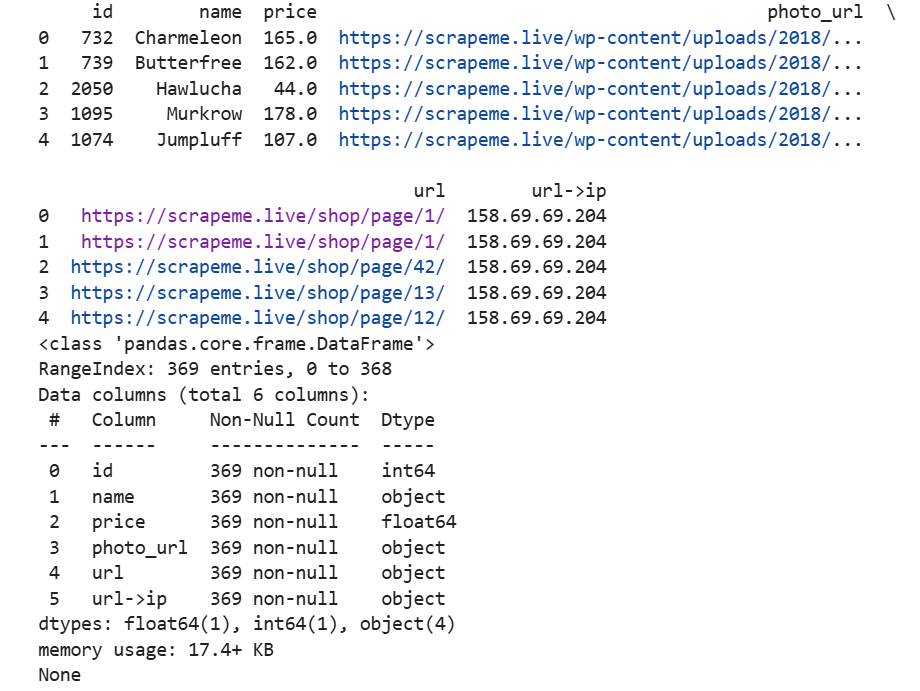 id        name  price                                          photo_url  \
0   732  Charmeleon  165.0  https://scrapeme.live/wp-content/uploads/2018/...
1   739  Butterfree  162.0  https://scrapeme.live/wp-content/uploads/2018/...
2  2050    Hawlucha   44.0  https://scrapeme.live/wp-content/uploads/2018/...
3  1095     Murkrow  178.0  https://scrapeme.live/wp-content/uploads/2018/...
4  1074    Jumpluff  107.0  https://scrapeme.live/wp-content/uploads/2018/...

                                   url        url->ip
0   https://scrapeme.live/shop/page/1/  158.69.69.204
1   https://scrapeme.live/shop/page/1/  158.69.69.204
2  https://scrapeme.live/shop/page/42/  158.69.69.204
3  https://scrapeme.live/shop/page/13/  158.69.69.204
4  https://scrapeme.live/shop/page/12/  158.69.69.204
<class 'pandas.core.frame.DataFrame'>
RangeIndex: 369 entries, 0 to 368
Data columns (total 6 columns):
 #   Column     Non-Null Count  Dtype
---  ------     --------------  -----
 0   id         369 non-null    int64
 1   name       369 non-null    object
 2   price      369 non-null    float64
 3   photo_url  369 non-null    object
 4   url        369 non-null    object
 5   url->ip    369 non-null    object
dtypes: float64(1), int64(1), object(4)
memory usage: 17.4+ KB
None